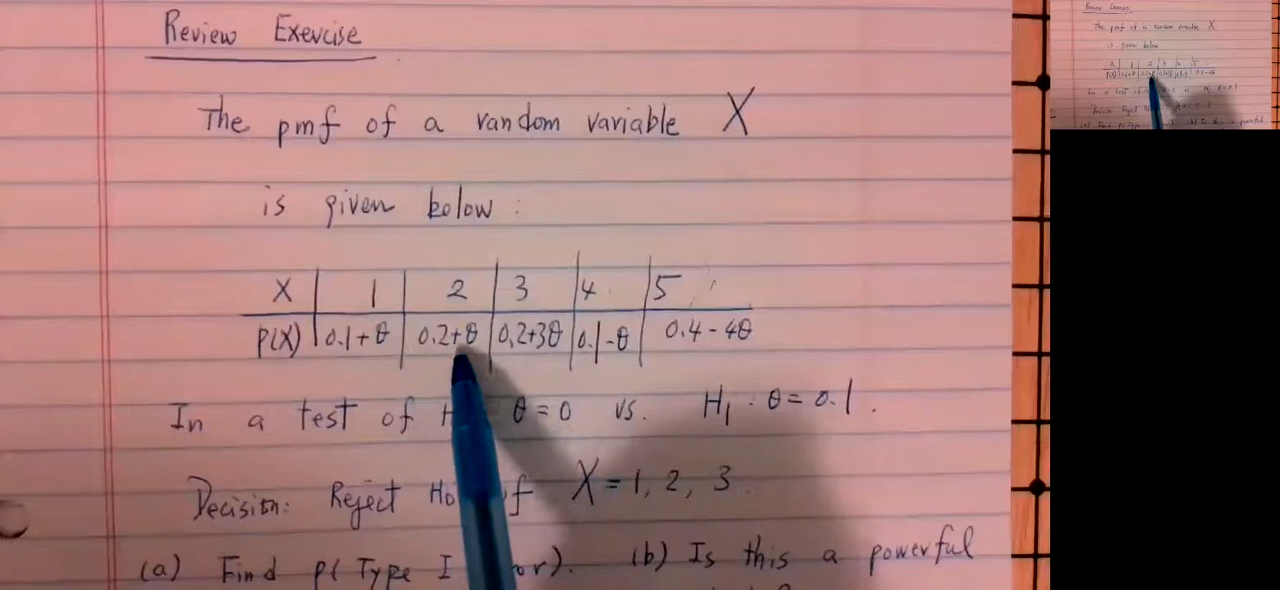 Review Exercise
The pmf of a random variable X
is given below :
X 1 2 3 4 5
P(X) 0.1+θ 0.2+θ 0.2+3θ 0.1-θ 0.4-4θ
In a test of θ=0 vs. H1 : θ=0.1.
Decision: Reject Ho X=1, 2, 3.
(a) Find P(Type I or). (b) Is this a powerful